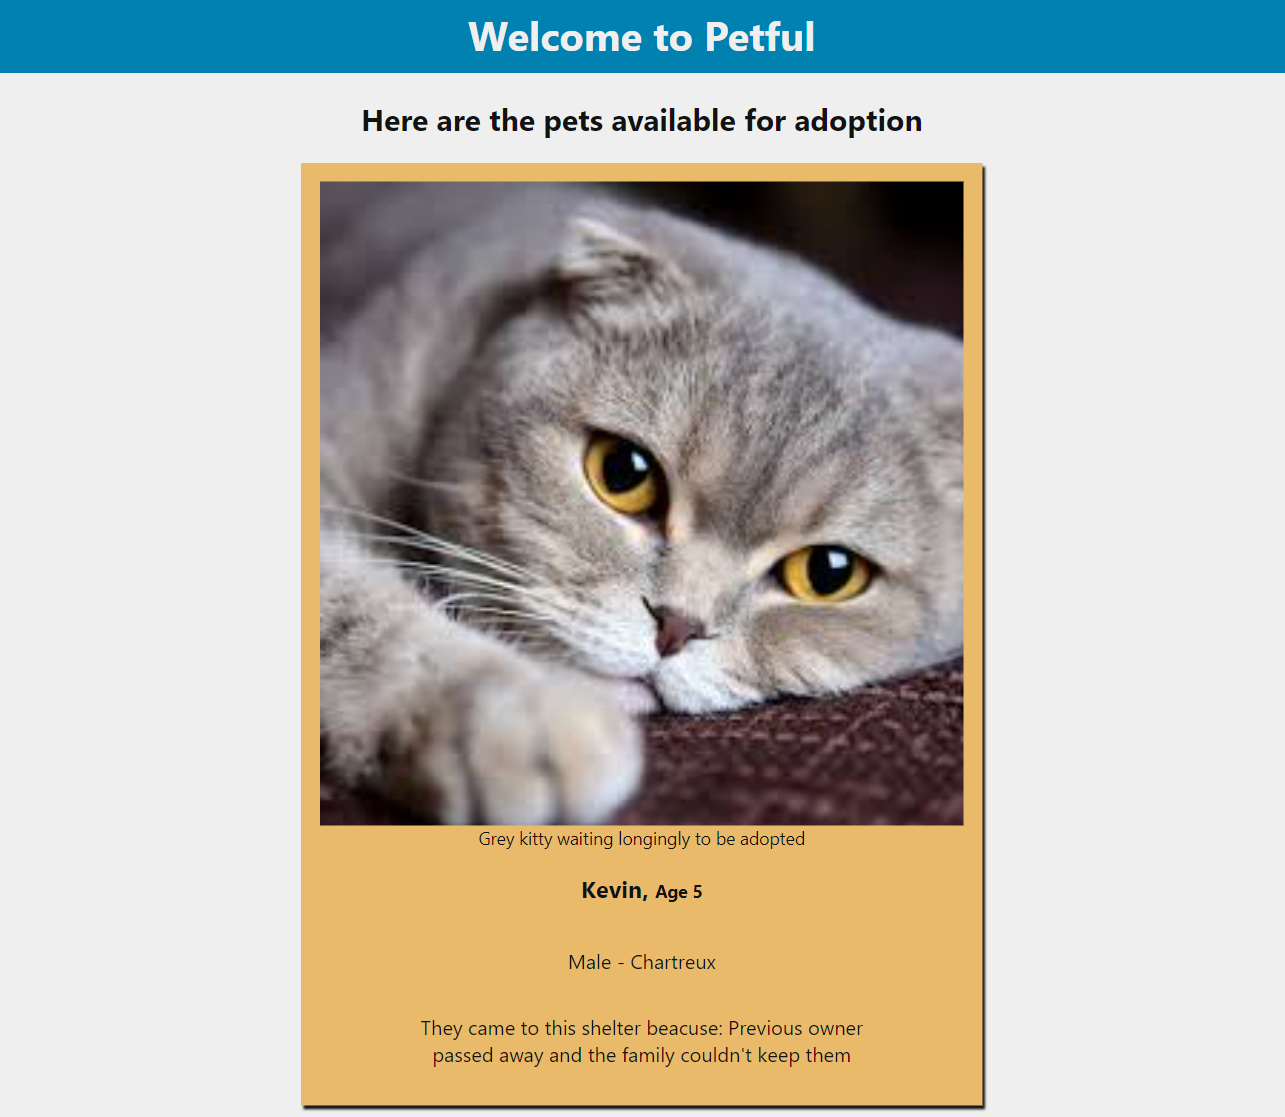 Welcome to Petful
Here are the pets available for adoption
Grey kitty waiting longingly to be adopted
Kevin, Age 5
Male - Chartreux
They came to this shelter beacuse: Previous owner
passed away and the family couldn't keep them